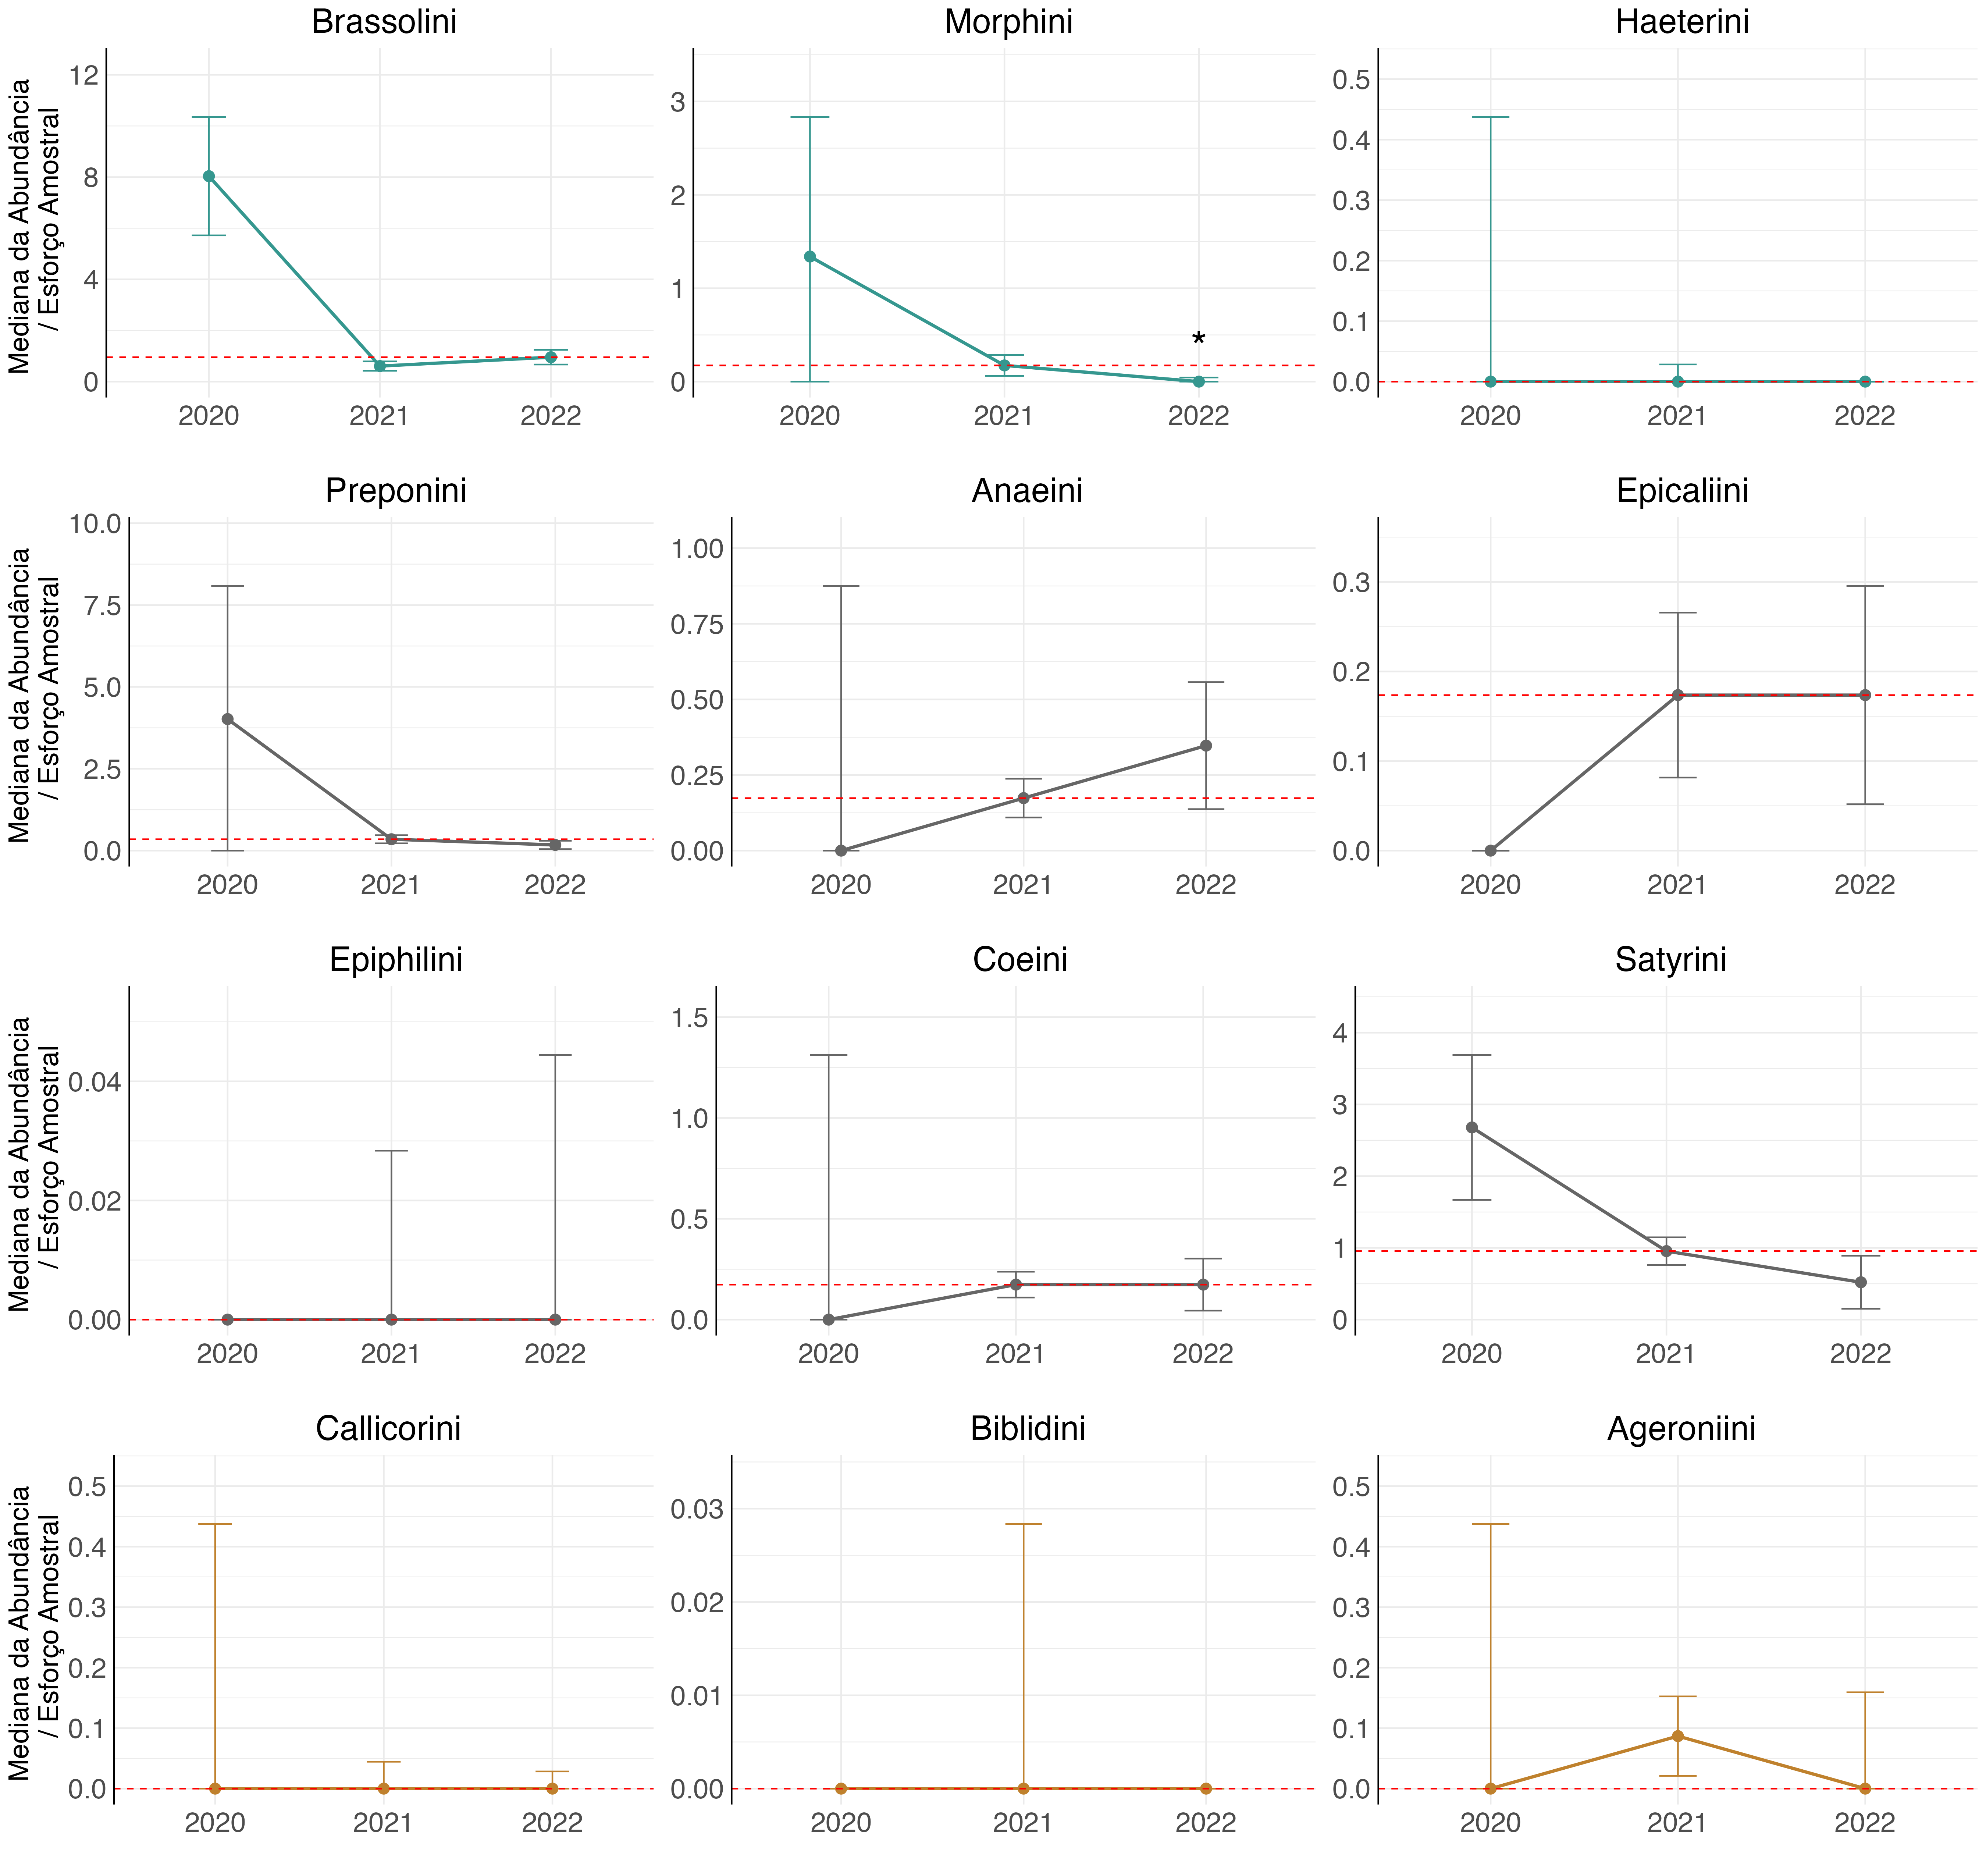 Brassolini
Morphini
Haeterini
Mediana da Abundância
/ Esforço Amostral
12
8
4
0
2020 2021 2022
3
2
1
0
*
2020 2021 2022
0.5
0.4
0.3
0.2
0.1
0.0
2020 2021 2022
Preponini
Anaeini
Epicaliini
Mediana da Abundância
/ Esforço Amostral
10.0
7.5
5.0
2.5
0.0
2020 2021 2022
1.00
0.75
0.50
0.25
0.00
2020 2021 2022
0.3
0.2
0.1
0.0
2020 2021 2022
Epiphilini
Coeini
Satyrini
Mediana da Abundância
/ Esforço Amostral
0.04
0.02
0.00
2020 2021 2022
1.5
1.0
0.5
0.0
2020 2021 2022
4
3
2
1
0
2020 2021 2022
Callicorini
Biblidini
Ageroniini
Mediana da Abundância
/ Esforço Amostral
0.5
0.4
0.3
0.2
0.1
0.0
2020 2021 2022
0.03
0.02
0.01
0.00
2020 2021 2022
0.5
0.4
0.3
0.2
0.1
0.0
2020 2021 2022